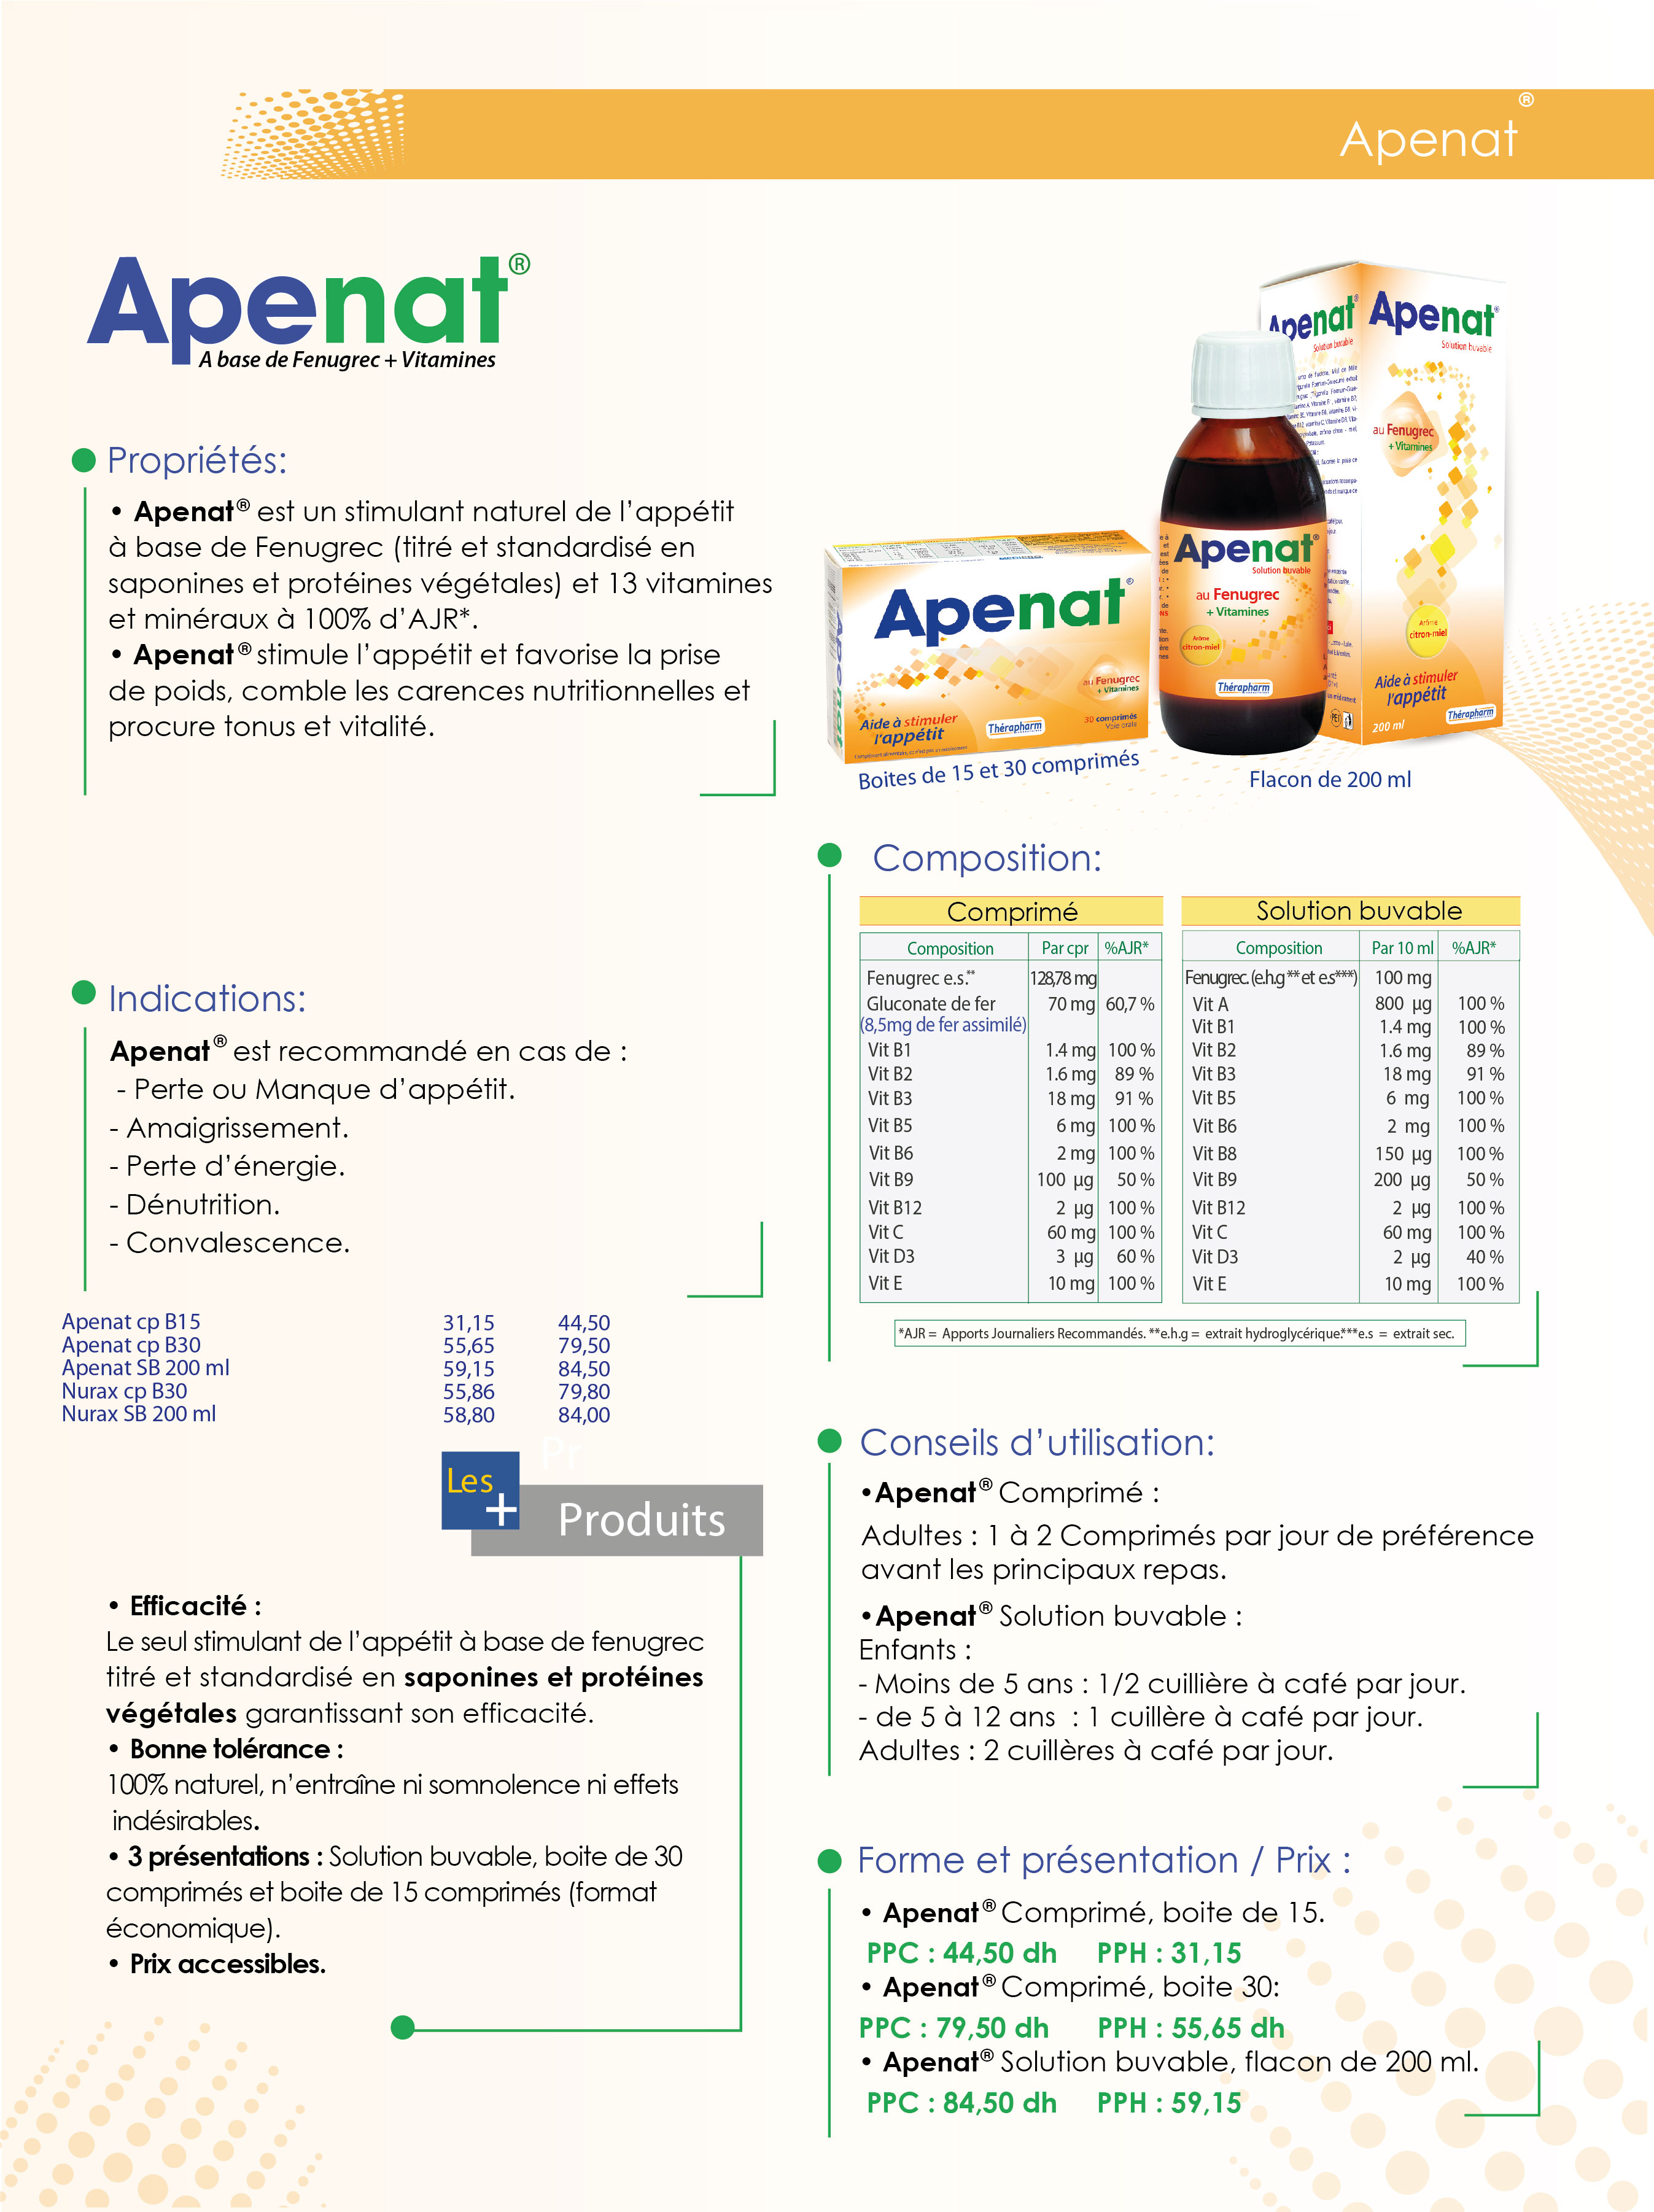 Apenat®
Apenat®
A base de Fenugrec + Vitamines
Propriétés:
• Apenat® est un stimulant naturel de l’appétit
à base de Fenugrec (titré et standardisé en
saponines et protéines végétales) et 13 vitamines
et minéraux à 100% d’AJR*.
• Apenat® stimule l’appétit et favorise la prise
de poids, comble les carences nutritionnelles et
procure tonus et vitalité.
Apenat®
au Fenugrec
+ Vitamines
Aide à stimuler
l'appétit
Thérapharm
30 comprimés
Voie orale
Boites de 15 et 30 comprimés
Apenat®
Solution buvable
au Fenugrec
+ Vitamines
Arôme
citron-miel
Thérapharm
Apenat®
Solution buvable
Apenat®
Solution buvable
au Fenugrec
+ Vitamines
Arôme
citron-miel
Aide à stimuler
l'appétit
200 ml
Thérapharm
Flacon de 200 ml
Indications:
Apenat® est recommandé en cas de :
- Perte ou Manque d’appétit.
- Amaigrissement.
- Perte d’énergie.
- Dénutrition.
- Convalescence.
Apenat cp B15 31,15 44,50
Apenat cp B30 55,65 79,50
Apenat SB 200 ml 59,15 84,50
Nurax cp B30 55,86 79,80
Nurax SB 200 ml 58,80 84,00
Pr
Les +
Produits
• Efficacité :
Le seul stimulant de l’appétit à base de fenugrec
titré et standardisé en saponines et protéines
végétales garantissant son efficacité.
• Bonne tolérance :
100% naturel, n’entraîne ni somnolence ni effets
indésirables.
• 3 présentations : Solution buvable, boite de 30
comprimés et boite de 15 comprimés (format
économique).
• Prix accessibles.
Composition:
Comprimé
Composition Par cpr %AJR*
Fenugrec e.s.** 128,78 mg
Gluconate de fer 70 mg 60,7 %
(8,5mg de fer assimilé)
Vit B1 1.4 mg 100 %
Vit B2 1.6 mg 89 %
Vit B3 18 mg 91 %
Vit B5 6 mg 100 %
Vit B6 2 mg 100 %
Vit B9 100 µg 50 %
Vit B12 2 µg 100 %
Vit C 60 mg 100 %
Vit D3 3 µg 60 %
Vit E 10 mg 100 %
Solution buvable
Composition Par 10 ml %AJR*
Fenugrec.(e.h.g ** et e.s***) 100 mg
Vit A 800 µg 100 %
Vit B1 1.4 mg 100 %
Vit B2 1.6 mg 89 %
Vit B3 18 mg 91 %
Vit B5 6 mg 100 %
Vit B6 2 mg 100 %
Vit B8 150 µg 100 %
Vit B9 200 µg 50 %
Vit B12 2 µg 100 %
Vit C 60 mg 100 %
Vit D3 2 µg 40 %
Vit E 10 mg 100 %
*AJR = Apports Journaliers Recommandés. **e.h.g = extrait hydroglycérique.***e.s = extrait sec.
Conseils d’utilisation:
•Apenat® Comprimé :
Adultes : 1 à 2 Comprimés par jour de préférence
avant les principaux repas.
•Apenat® Solution buvable :
Enfants :
- Moins de 5 ans : 1/2 cuillière à café par jour.
- de 5 à 12 ans : 1 cuillère à café par jour.
Adultes : 2 cuillères à café par jour.
Forme et présentation / Prix :
• Apenat® Comprimé, boite de 15.
PPC : 44,50 dh PPH : 31,15
• Apenat® Comprimé, boite 30:
PPC : 79,50 dh PPH : 55,65 dh
• Apenat® Solution buvable, flacon de 200 ml.
PPC : 84,50 dh PPH : 59,15